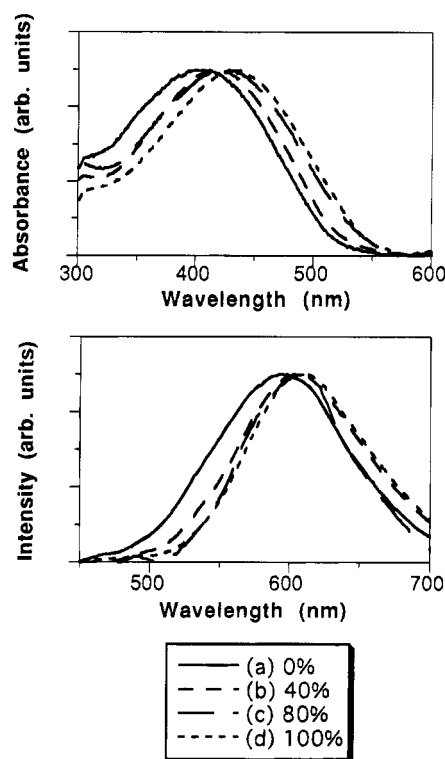 Absorbance (arb. units)
300 400 500 600
Wavelength (nm)
Intensity (arb. units)
500 600 700
Wavelength (nm)
(a) 0%
(b) 40%
(c) 80%
(d) 100%